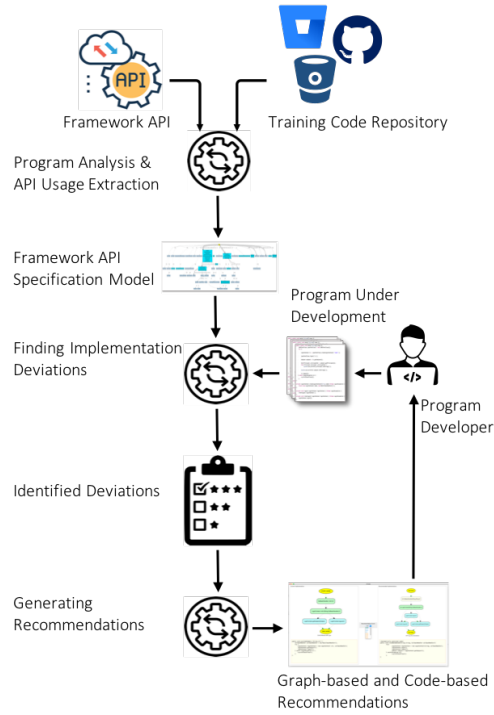 API
Framework API
Training Code Repository
Program Analysis &
API Usage Extraction
Framework API
Specification Model
Program Under
Development
Finding Implementation
Deviations
</>
Program
Developer
Identified Deviations
Generating
Recommendations
Graph-based and Code-based
Recommendations